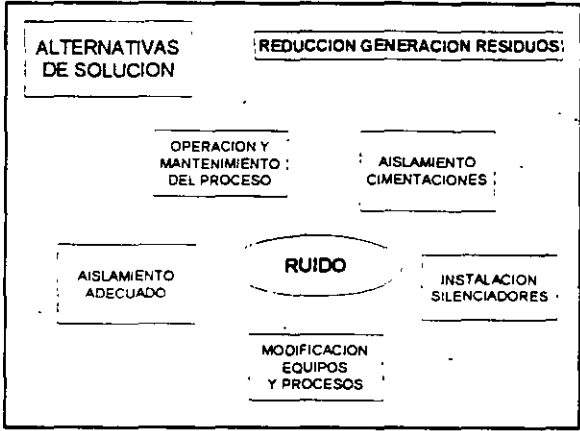 ALTERNATIVAS
DE SOLUCION
REDUCCION GENERACION RESIDUOS
OPERACION Y
MANTENIMIENTO
DEL PROCESO
AISLAMIENTO
CIMENTACIONES
AISLAMIENTO
ADECUADO
RUIDO
INSTALACION
SILENCIADORES
MODIFICACION
EQUIPOS
Y PROCESOS